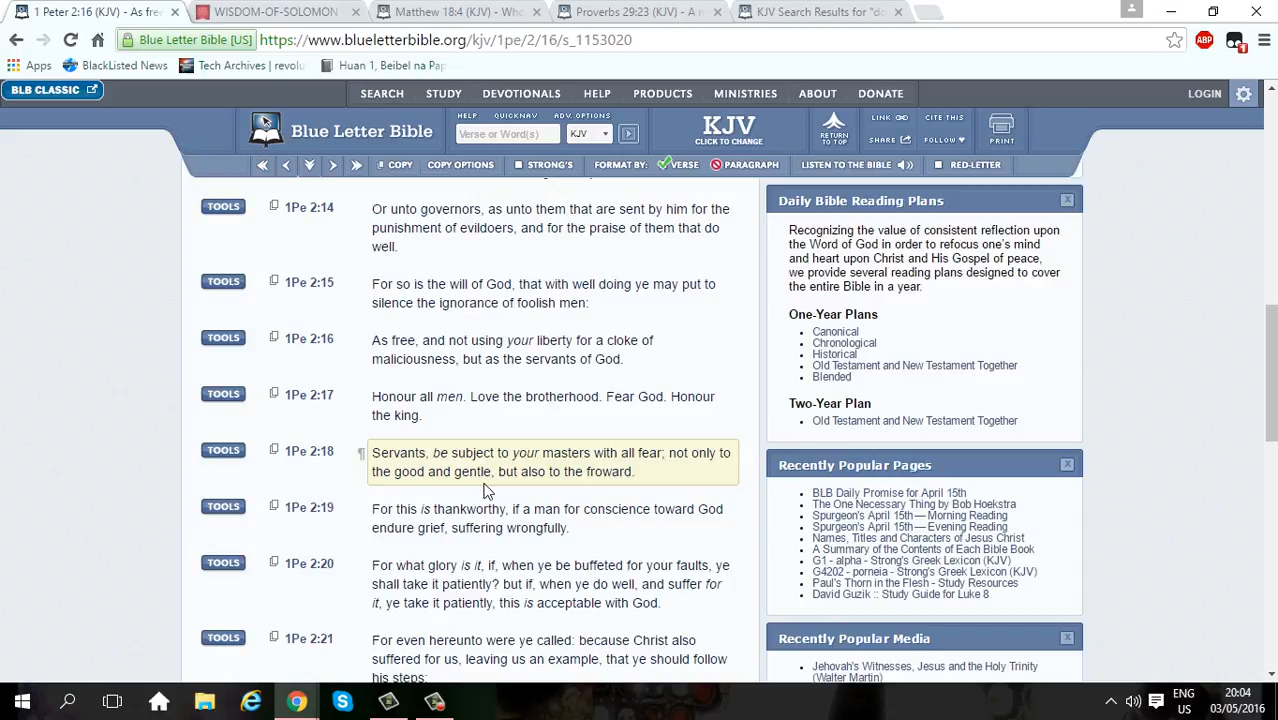 1 Peter 2:16 (KJV) - As fre
WISDOM-OF-SOLOMON
Matthew 18:4 (KJV) - Who
Proverbs 29:23 (KJV) - A m
KJV Search Results for "do
Blue Letter Bible [US]
https://www.blueletterbible.org/kjv/1pe/2/16/s_1153020
ABP
Apps
BlackListed News
Tech Archives | revolu
Huan 1, Beibel na Pap
BLB CLASSIC
SEARCH STUDY DEVOTIONALS HELP PRODUCTS MINISTRIES ABOUT DONATE
LOGIN
Blue Letter Bible
HELP QUICKNAV ADV. OPTIONS
Verse or Word(s)
KJV
KJV
CLICK TO CHANGE
RETURN
TO TOP
LINK
CITE THIS
SHARE
FOLLOW
PRINT
COPY
COPY OPTIONS
STRONG'S
FORMAT BY:
VERSE
PARAGRAPH
LISTEN TO THE BIBLE
RED-LETTER
TOOLS
1Pe 2:14
Or unto governors, as unto them that are sent by him for the
punishment of evildoers, and for the praise of them that do
well.
TOOLS
1Pe 2:15
For so is the will of God, that with well doing ye may put to
silence the ignorance of foolish men:
TOOLS
1Pe 2:16
As free, and not using your liberty for a cloke of
maliciousness, but as the servants of God.
TOOLS
1Pe 2:17
Honour all men. Love the brotherhood. Fear God. Honour
the king.
TOOLS
1Pe 2:18
¶ Servants, be subject to your masters with all fear; not only to
the good and gentle, but also to the froward.
TOOLS
1Pe 2:19
For this is thankworthy, if a man for conscience toward God
endure grief, suffering wrongfully.
TOOLS
1Pe 2:20
For what glory is it, if, when ye be buffeted for your faults, ye
shall take it patiently? but if, when ye do well, and suffer for
it, ye take it patiently, this is acceptable with God.
TOOLS
1Pe 2:21
For even hereunto were ye called: because Christ also
suffered for us, leaving us an example, that ye should follow
his steps:
Daily Bible Reading Plans
X
Recognizing the value of consistent reflection upon
the Word of God in order to refocus one's mind
and heart upon Christ and His Gospel of peace,
we provide several reading plans designed to cover
the entire Bible in a year.
One-Year Plans
Canonical
Chronological
Historical
Old Testament and New Testament Together
Blended
Two-Year Plan
Old Testament and New Testament Together
Recently Popular Pages
X
BLB Daily Promise for April 15th
The One Necessary Thing by Bob Hoekstra
Spurgeon's April 15th — Morning Reading
Spurgeon's April 15th — Evening Reading
Names, Titles and Characters of Jesus Christ
A Summary of the Contents of Each Bible Book
G1 - alpha - Strong's Greek Lexicon (KJV)
G4202 - porneia - Strong's Greek Lexicon (KJV)
Paul's Thorn in the Flesh - Study Resources
David Guzik :: Study Guide for Luke 8
Recently Popular Media
X
Jehovah's Witnesses, Jesus and the Holy Trinity
(Walter Martin)
ENG
US
20:04
03/05/2016